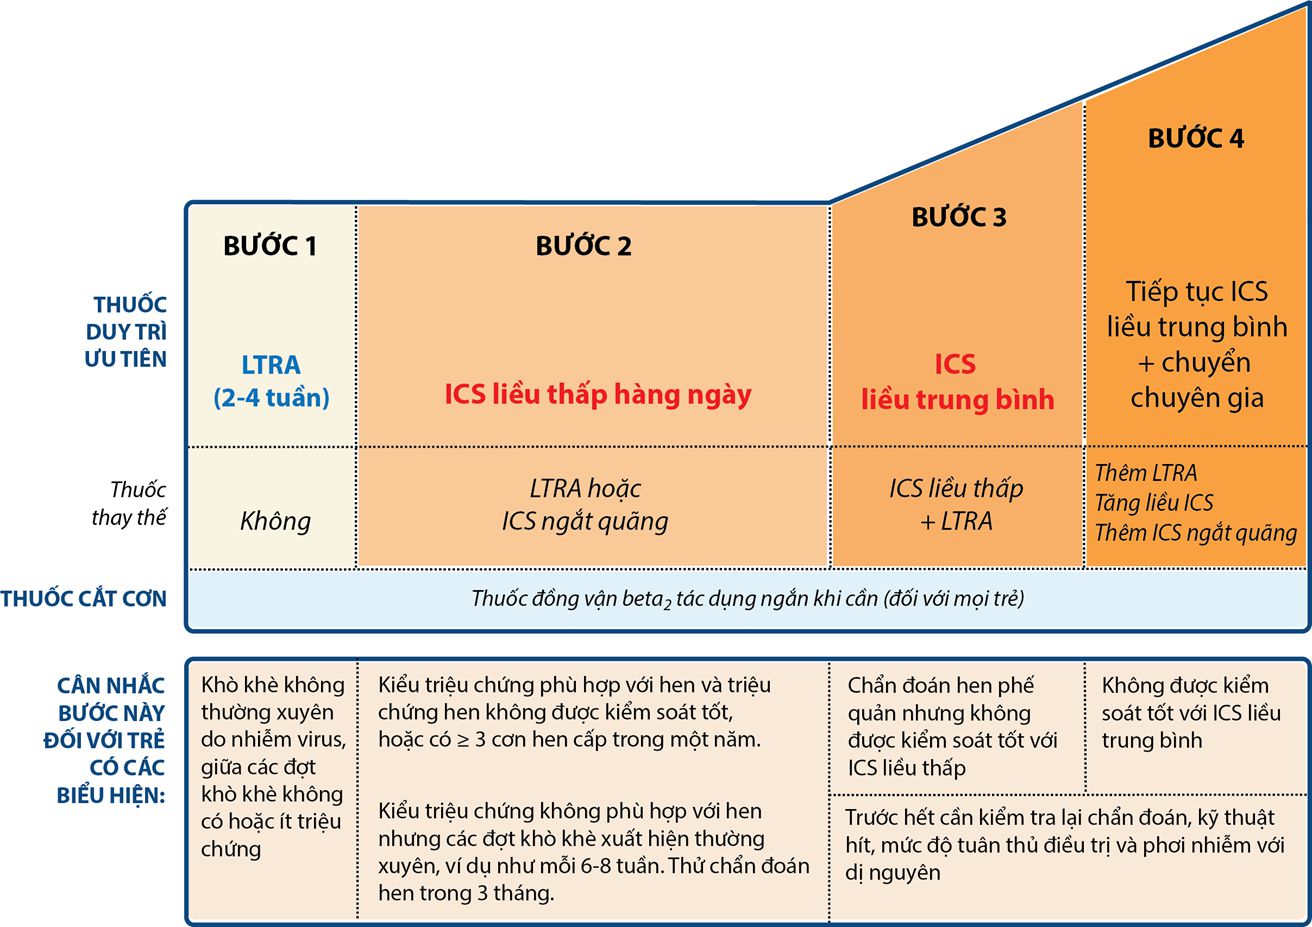 BƯỚC 1
BƯỚC 2
BƯỚC 3
BƯỚC 4
THUỐC
DUY TRÌ
ƯU TIÊN
LTRA
(2-4 tuần)
ICS liều thấp hàng ngày
ICS
liều trung bình
Tiếp tục ICS
liều trung bình
+ chuyển
chuyên gia
Thuốc
thay thế
Không
LTRA hoặc
ICS ngắt quãng
ICS liều thấp
+ LTRA
Thêm LTRA
Tăng liều ICS
Thêm ICS ngắt quãng
THUỐC CẮT CƠN
Thuốc đồng vận beta₂ tác dụng ngắn khi cần (đối với mọi trẻ)
CÂN NHẮC
BƯỚC NÀY
ĐỐI VỚI TRẺ
CÓ CÁC
BIỂU HIỆN:
Khò khè không
thường xuyên
do nhiễm virus,
giữa các đợt
khò khè không
có hoặc ít triệu
chứng
Kiểu triệu chứng phù hợp với hen và triệu
chứng hen không được kiểm soát tốt,
hoặc có ≥ 3 cơn hen cấp trong một năm.
Kiểu triệu chứng không phù hợp với hen
nhưng các đợt khò khè xuất hiện thường
xuyên, ví dụ như mỗi 6-8 tuần. Thử chẩn đoán
hen trong 3 tháng.
Chẩn đoán hen phế
quản nhưng không
được kiểm soát tốt với
ICS liều thấp
Không được kiểm
soát tốt với ICS liều
trung bình
Trước hết cần kiểm tra lại chẩn đoán, kỹ thuật
hít, mức độ tuân thủ điều trị và phơi nhiễm với
dị nguyên